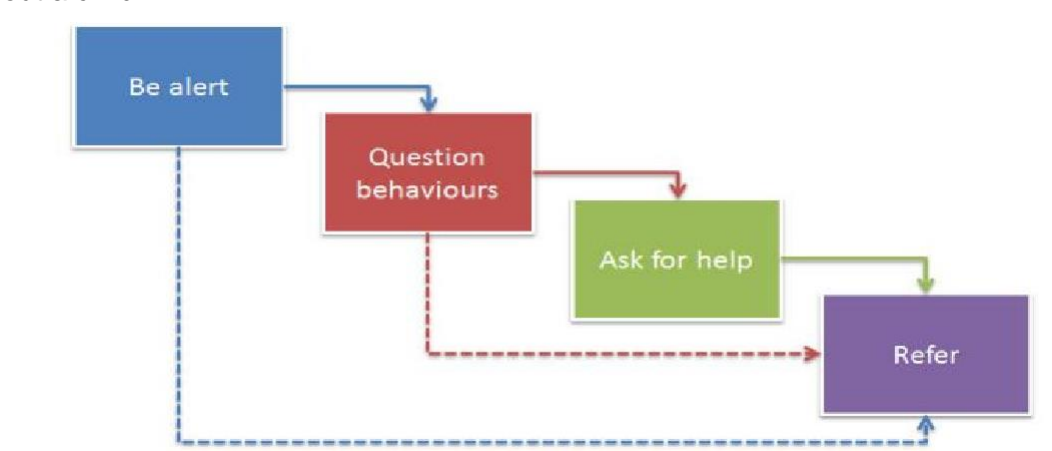 Be alert
Question
behaviours
Ask for help
Refer